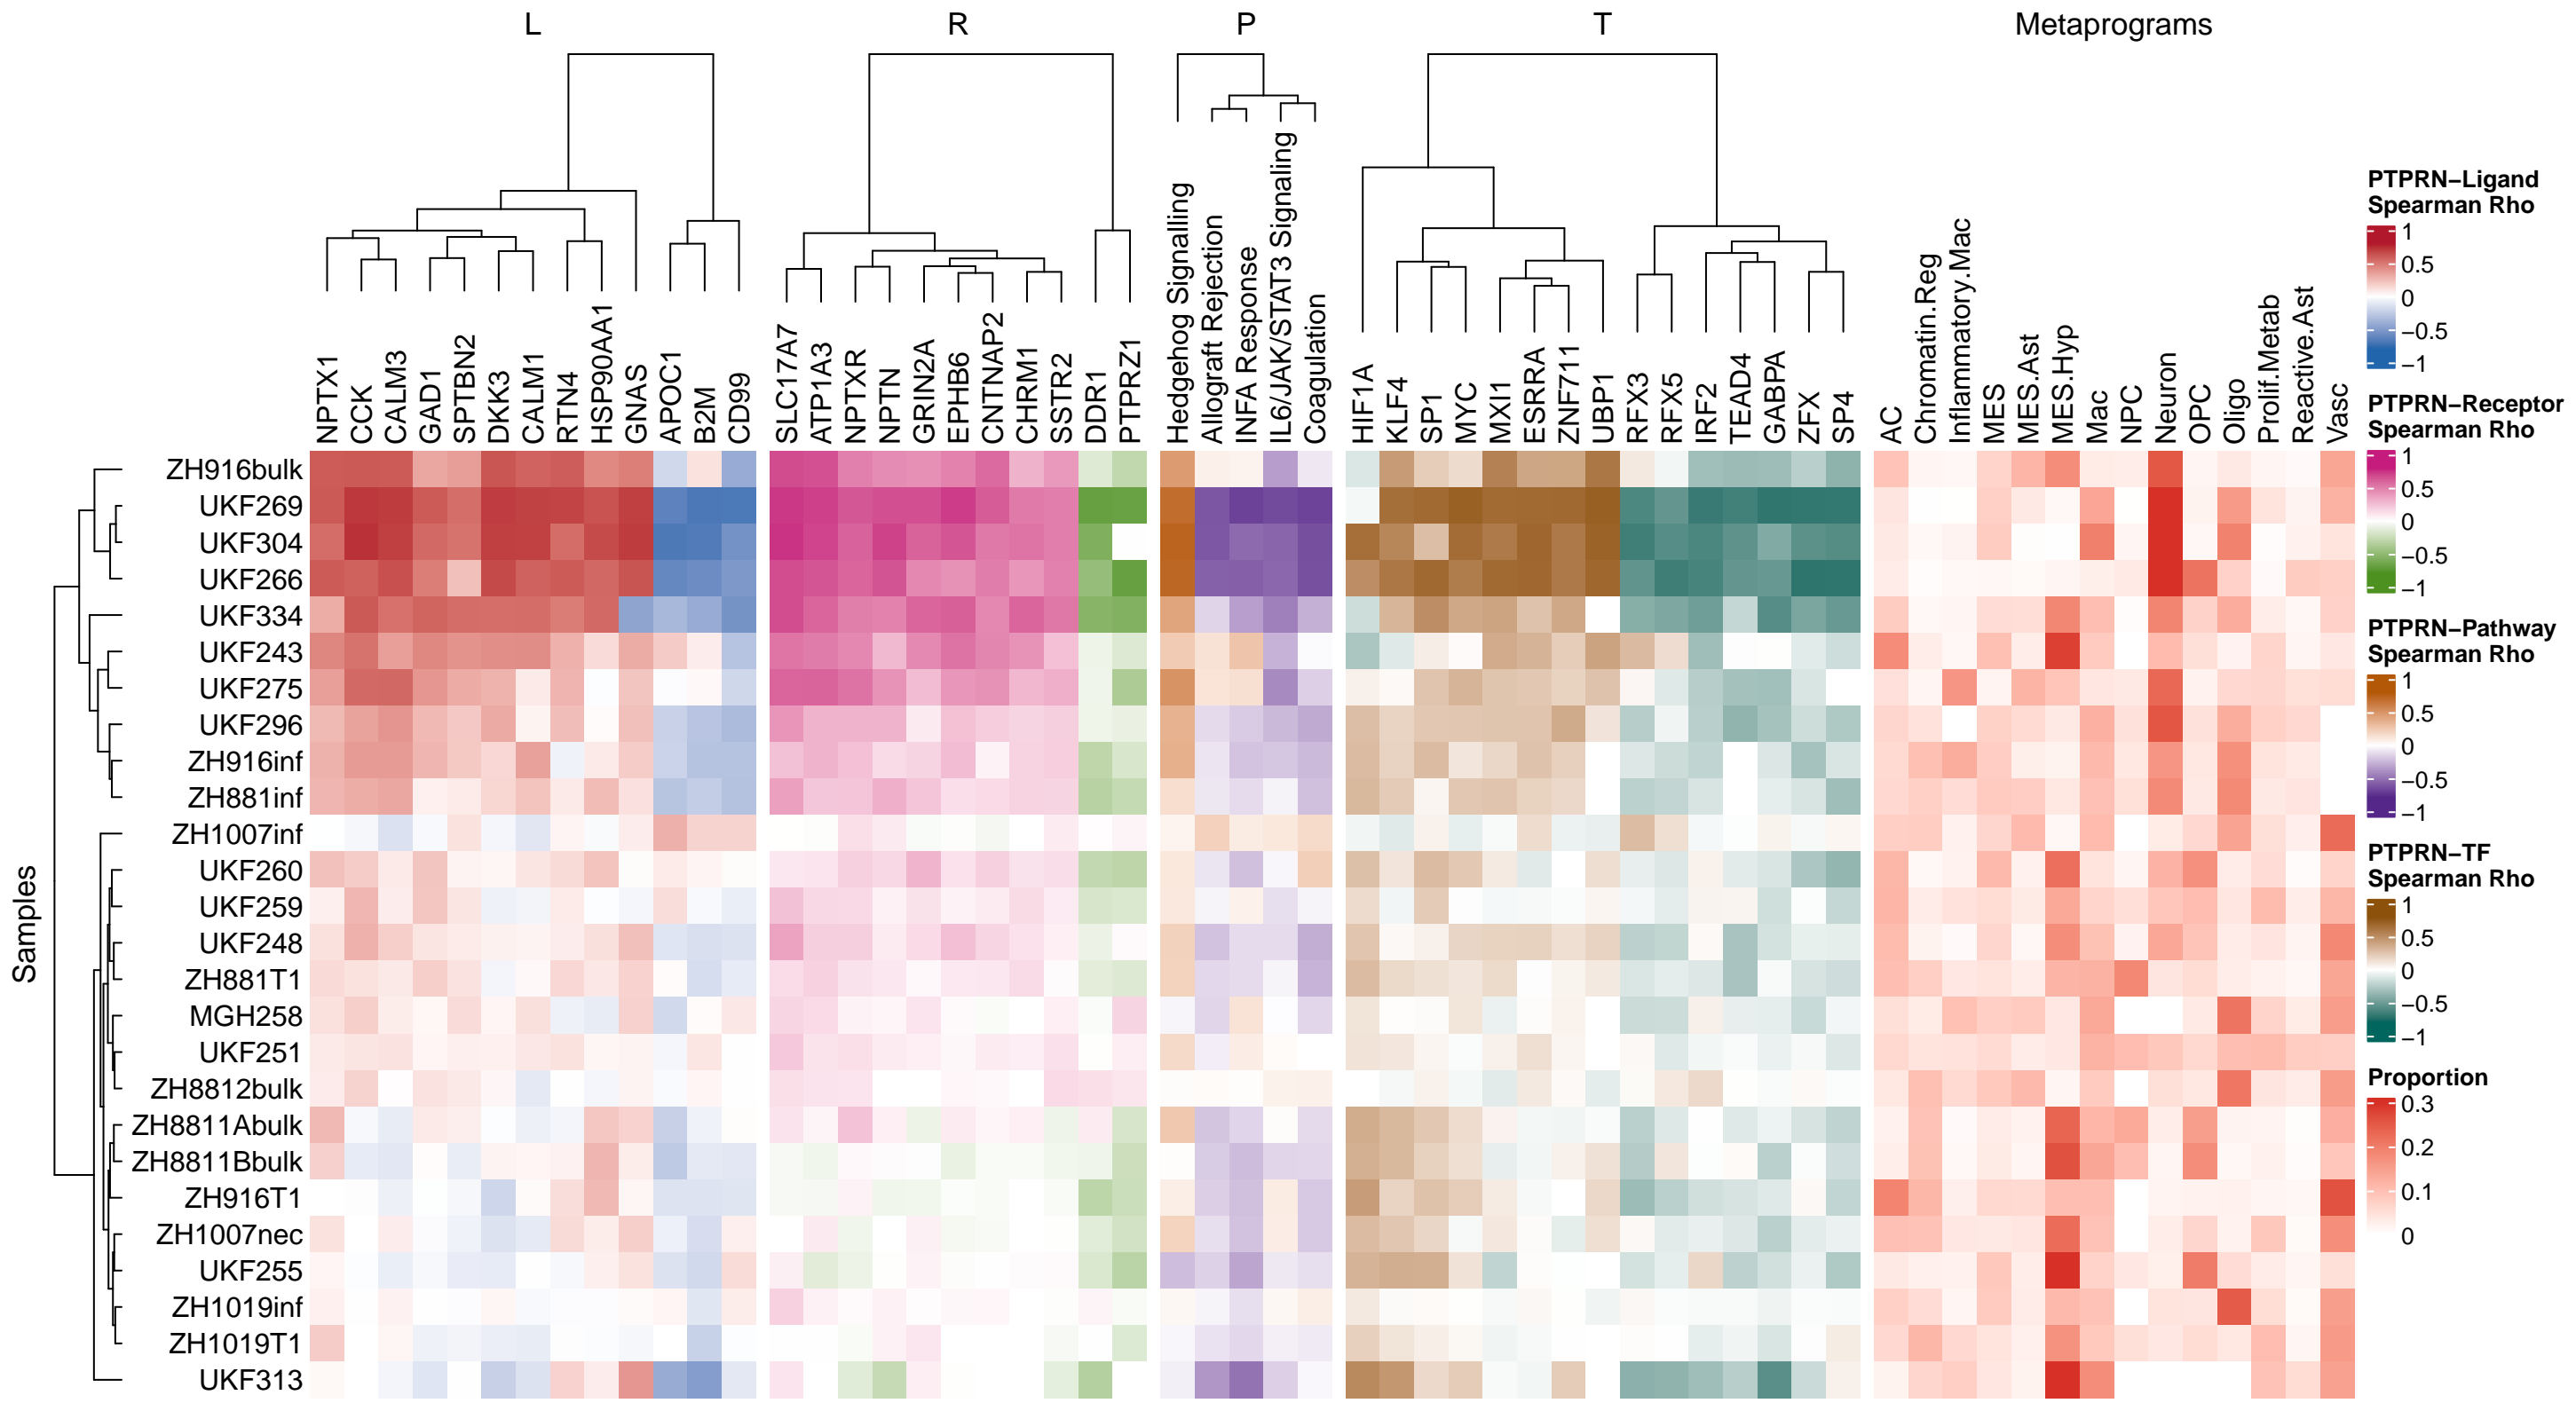 L
R
P
T
Metaprograms
NPTX1
CCK
CALM3
GAD1
SPTBN2
DKK3
CALM1
RTN4
HSP90AA1
GNAS
APOC1
B2M
CD99
SLC17A7
ATP1A3
NPTXR
NPTN
GRIN2A
EPHB6
CNTNAP2
CHRM1
SSTR2
DDR1
PTPRZ1
Hedgehog Signalling
Allograft Rejection
INFA Response
IL6/JAK/STAT3 Signaling
Coagulation
HIF1A
KLF4
SP1
MYC
MXI1
ESRRA
ZNF711
UBP1
RFX3
RFX5
IRF2
TEAD4
GABPA
ZFX
SP4
AC
Chromatin.Reg
Inflammatory.Mac
MES
MES.Ast
MES.Hyp
Mac
NPC
Neuron
OPC
Oligo
Prolif.Metab
Reactive.Ast
Vasc
Samples
ZH916bulk
UKF269
UKF304
UKF266
UKF334
UKF243
UKF275
UKF296
ZH916inf
ZH881inf
ZH1007inf
UKF260
UKF259
UKF248
ZH881T1
MGH258
UKF251
ZH8812bulk
ZH8811Abulk
ZH8811Bbulk
ZH916T1
ZH1007nec
UKF255
ZH1019inf
ZH1019T1
UKF313
PTPRN−Ligand
Spearman Rho
1
0.5
0
−0.5
−1
PTPRN−Receptor
Spearman Rho
1
0.5
0
−0.5
−1
PTPRN−Pathway
Spearman Rho
1
0.5
0
−0.5
−1
PTPRN−TF
Spearman Rho
1
0.5
0
−0.5
−1
Proportion
0.3
0.2
0.1
0